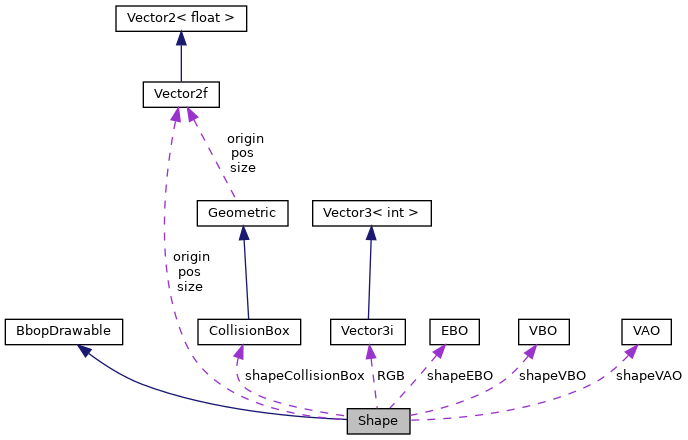 Vector2< float >
Vector2f
origin
pos
size
Geometric
Vector3< int >
origin
pos
size
BbopDrawable
CollisionBox
Vector3i
EBO
VBO
VAO
shapeCollisionBox
RGB
shapeEBO
shapeVBO
shapeVAO
Shape